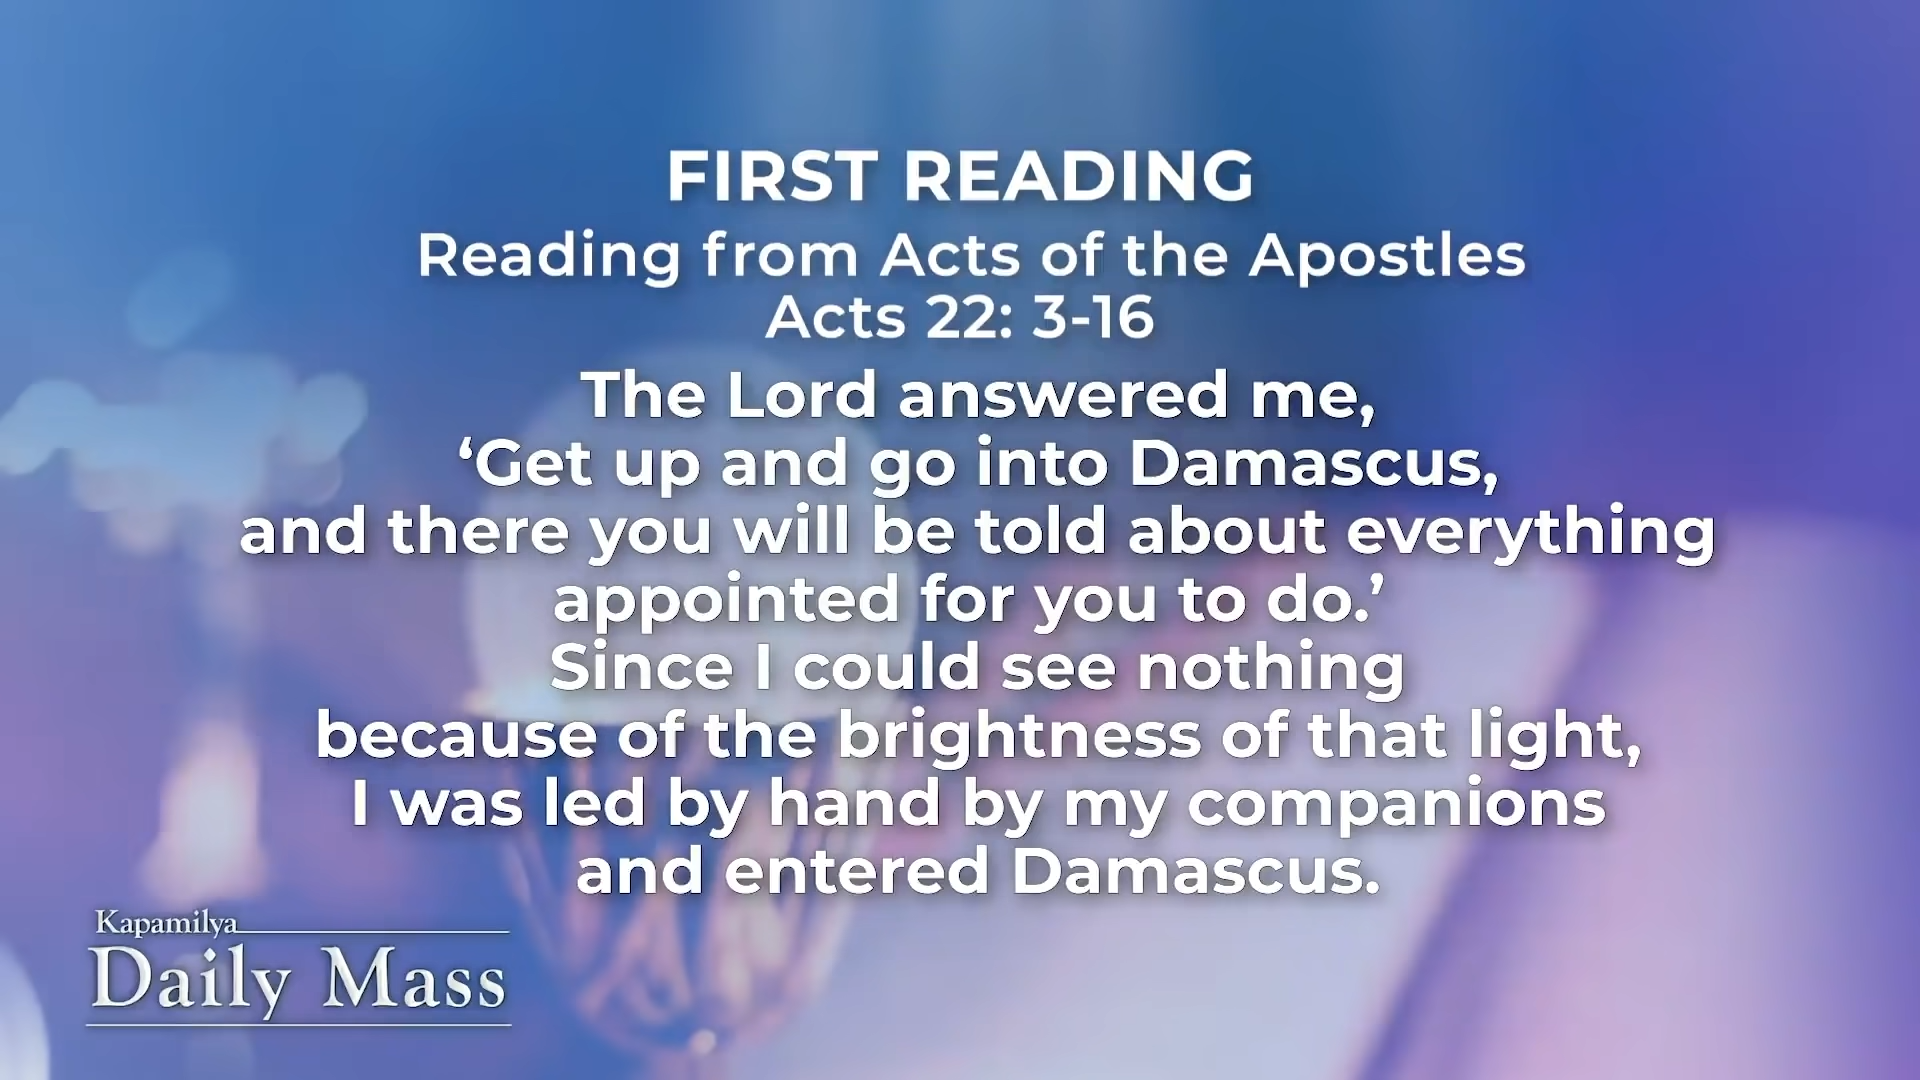 FIRST READING
Reading from Acts of the Apostles
Acts 22: 3-16
The Lord answered me,
‘Get up and go into Damascus,
and there you will be told about everything
appointed for you to do.’
Since I could see nothing
because of the brightness of that light,
I was led by hand by my companions
and entered Damascus.
Kapamilya
Daily Mass